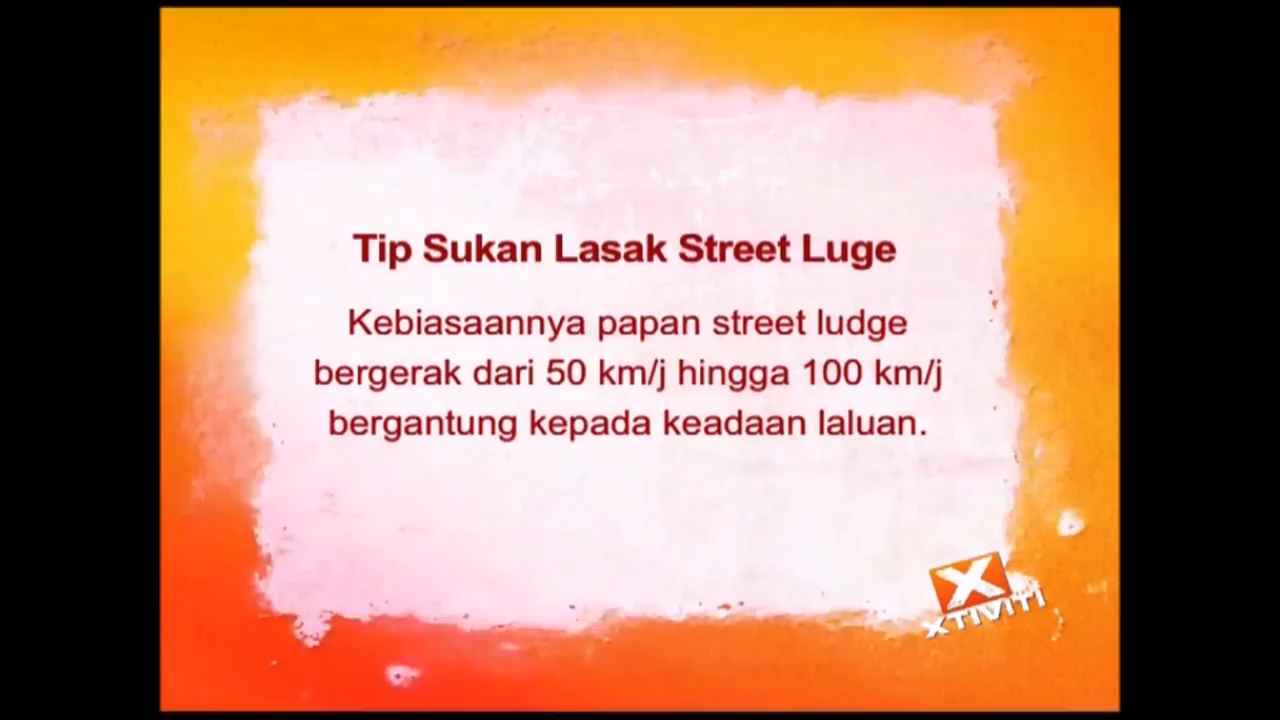 Tip Sukan Lasak Street Luge
Kebiasaannya papan street ludge
bergerak dari 50 km/j hingga 100 km/j
bergantung kepada keadaan laluan.
X
XTIVITI